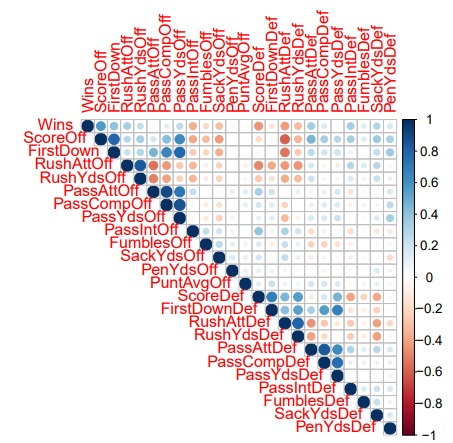 Wins
ScoreOff
FirstDown
RushAttOff
RushYdsOff
PassAttOff
PassCompOff
PassYdsOff
PassIntOff
FumblesOff
SackYdsOff
PenYdsOff
PuntAvgOff
ScoreDef
FirstDownDef
RushAttDef
RushYdsDef
PassAttDef
PassCompDef
PassYdsDef
PassIntDef
FumblesDef
SackYdsDef
PenYdsDef
Wins
ScoreOff
FirstDown
RushAttOff
RushYdsOff
PassAttOff
PassCompOff
PassYdsOff
PassIntOff
FumblesOff
SackYdsOff
PenYdsOff
PuntAvgOff
ScoreDef
FirstDownDef
RushAttDef
RushYdsDef
PassAttDef
PassCompDef
PassYdsDef
PassIntDef
FumblesDef
SackYdsDef
PenYdsDef
1
0.8
0.6
0.4
0.2
0
−0.2
−0.4
−0.6
−0.8
−1